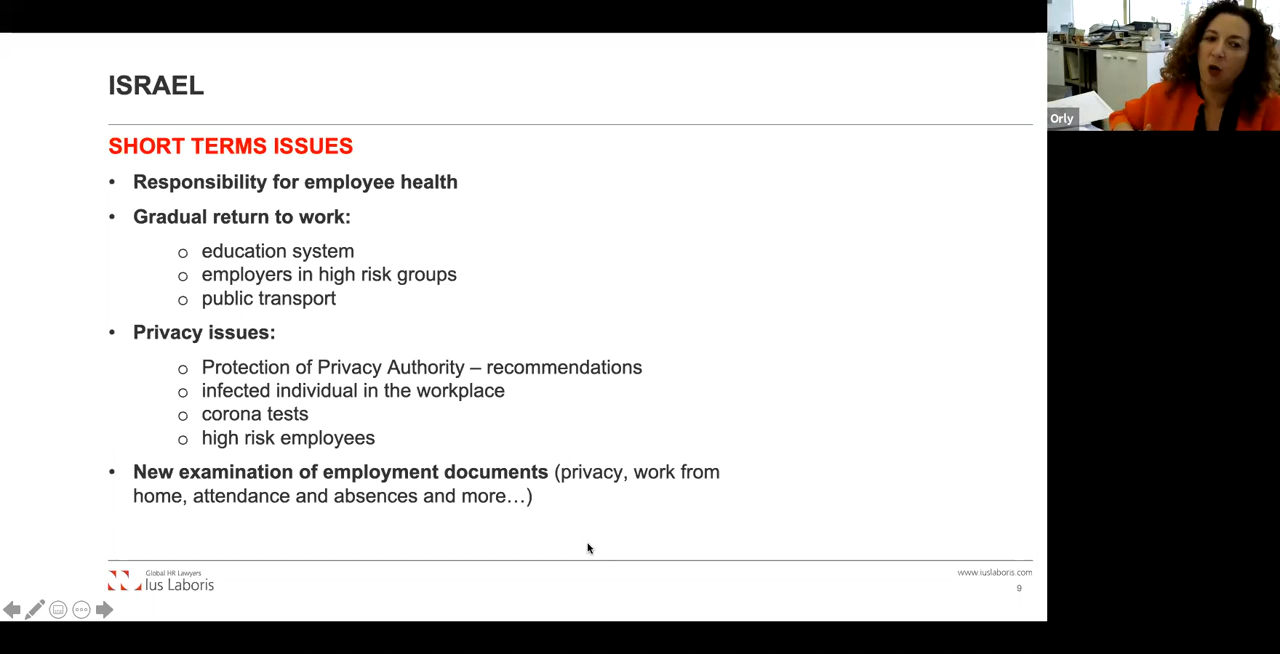 ISRAEL
SHORT TERMS ISSUES
• Responsibility for employee health
• Gradual return to work:
o education system
o employers in high risk groups
o public transport
• Privacy issues:
o Protection of Privacy Authority – recommendations
o infected individual in the workplace
o corona tests
o high risk employees
• New examination of employment documents (privacy, work from
home, attendance and absences and more…)
Global HR Lawyers
Ius Laboris
www.iuslaboris.com
9
Orly